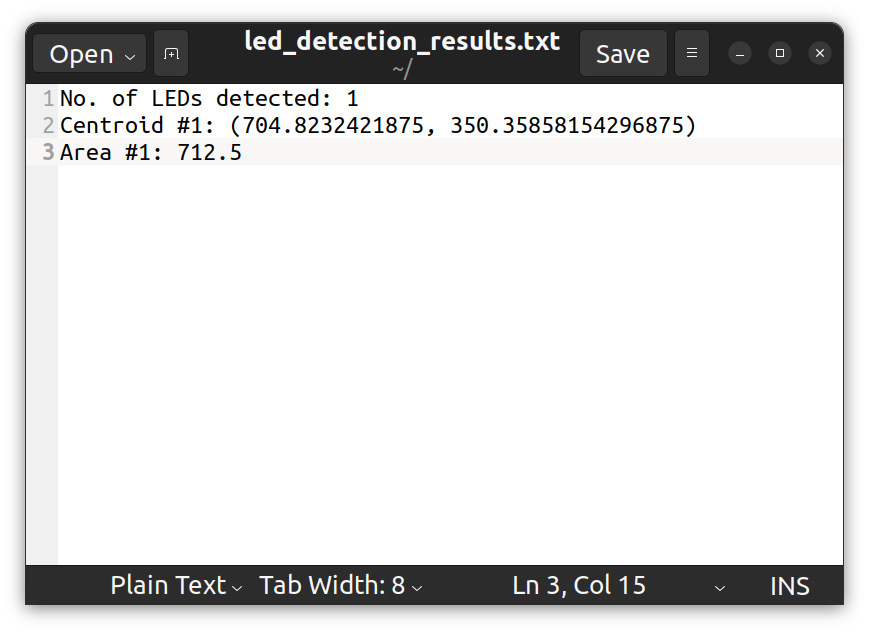 Open
led_detection_results.txt
~/
Save
1 No. of LEDs detected: 1
2 Centroid #1: (704.8232421875, 350.35858154296875)
3 Area #1: 712.5
Plain Text Tab Width: 8 Ln 3, Col 15 INS